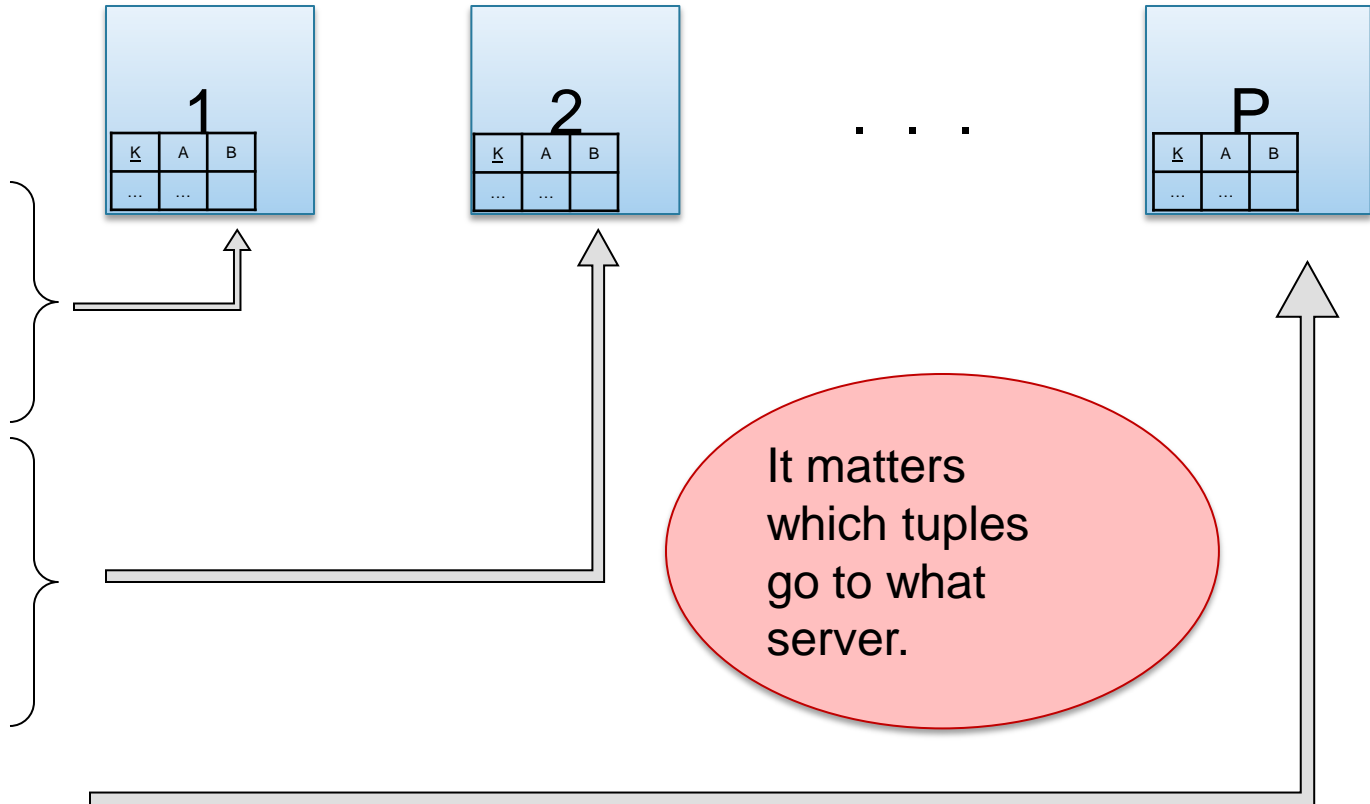 1
2
. . .
P
K A B
K A B
K A B
... ...
... ...
... ...
It matters
which tuples
go to what
server.